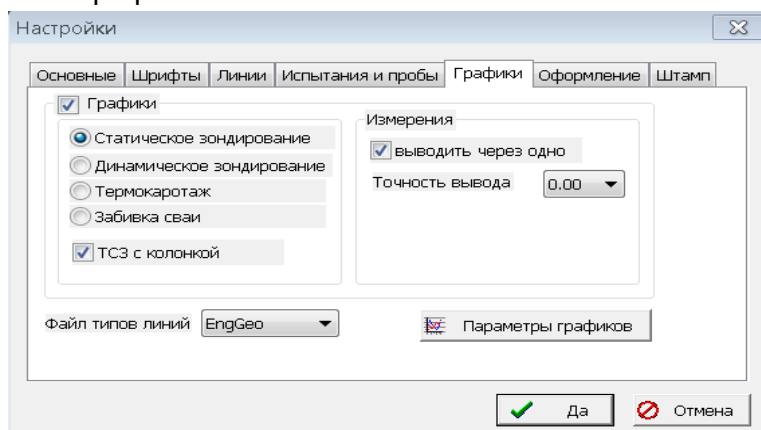 Настройки
Основные Шрифты Линии Испытания и пробы Графики Оформление Штамп
Графики
Статическое зондирование
Динамическое зондирование
Термокаротаж
Забивка сваи
ТСЗ с колонкой
Измерения
выводить через одно
Точность вывода 0.00
Файл типов линий EngGeo
Параметры графиков
Да
Отмена